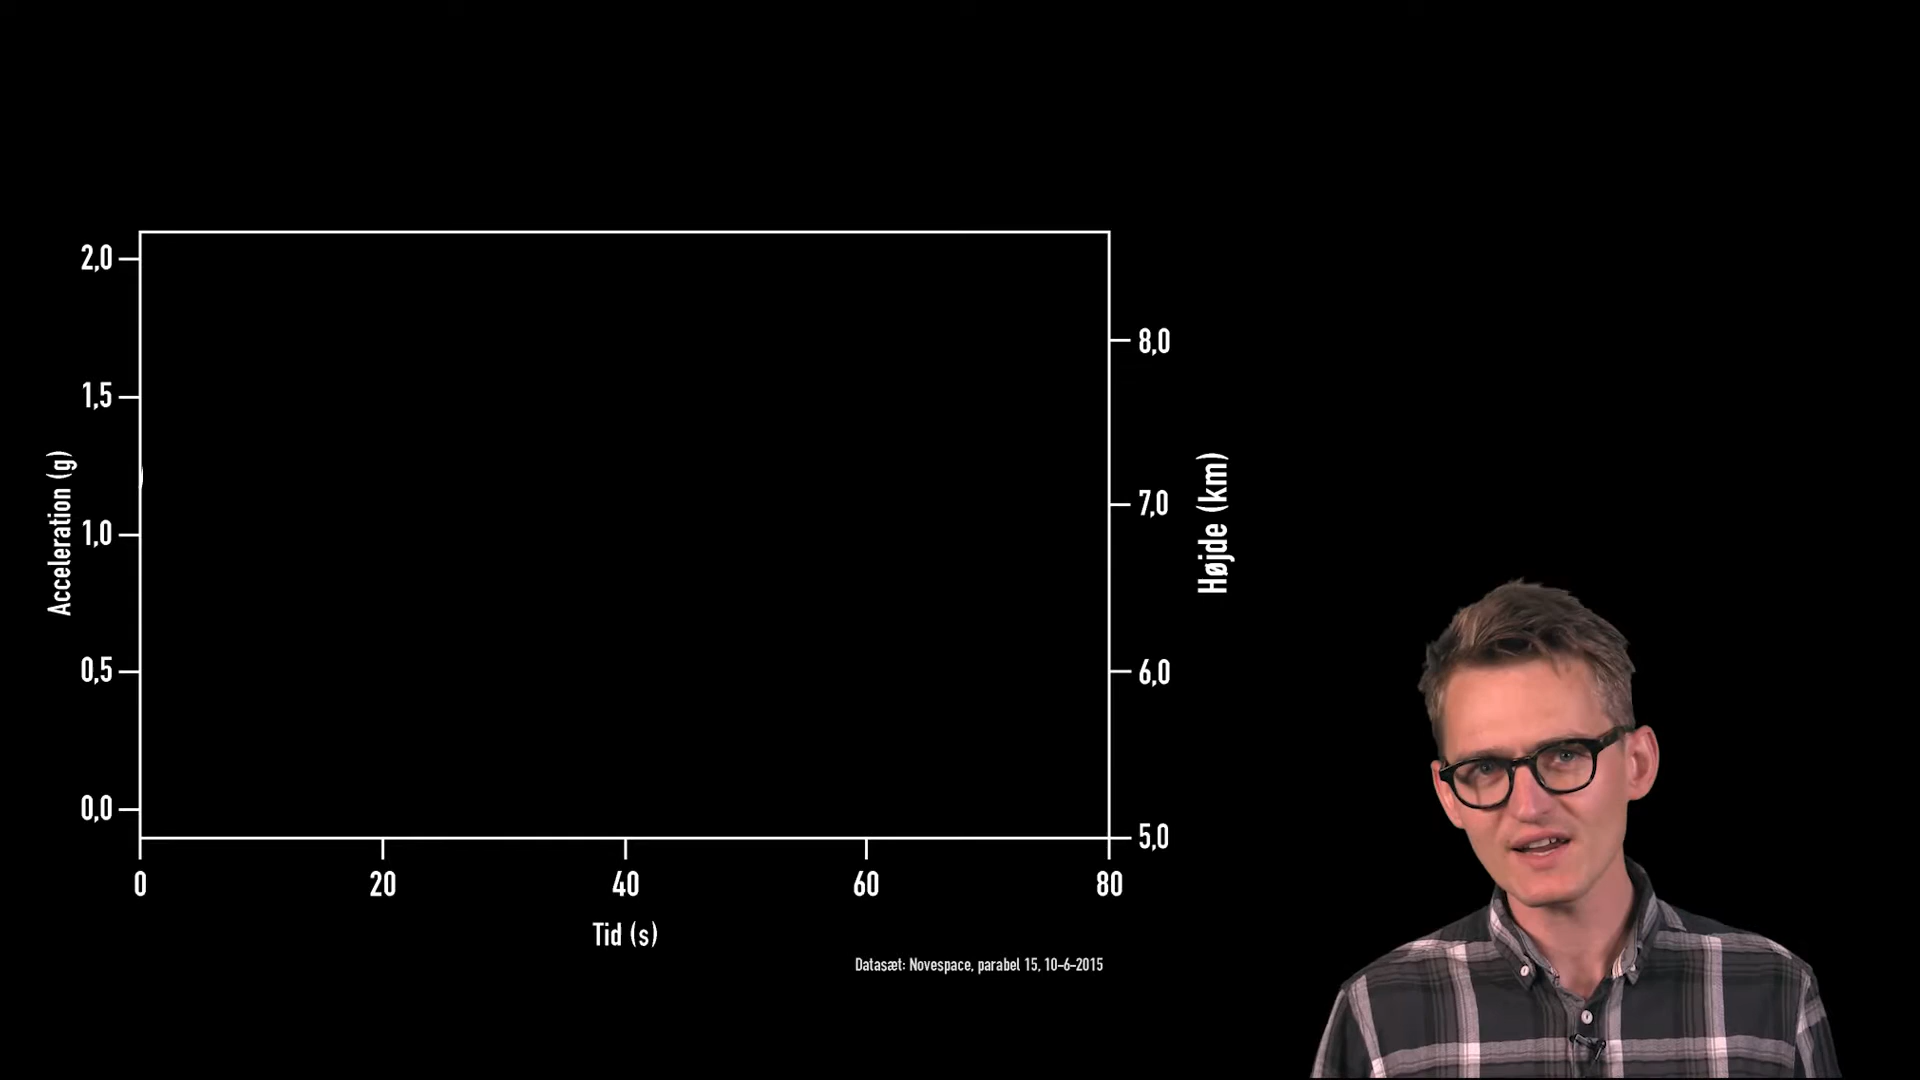 2,0
1,5
1,0
0,5
0,0
Acceleration (g)
8,0
7,0
6,0
5,0
Højde (km)
0 20 40 60 80
Tid (s)
Datasæt: Novespace, parabel 15, 10-6-2015